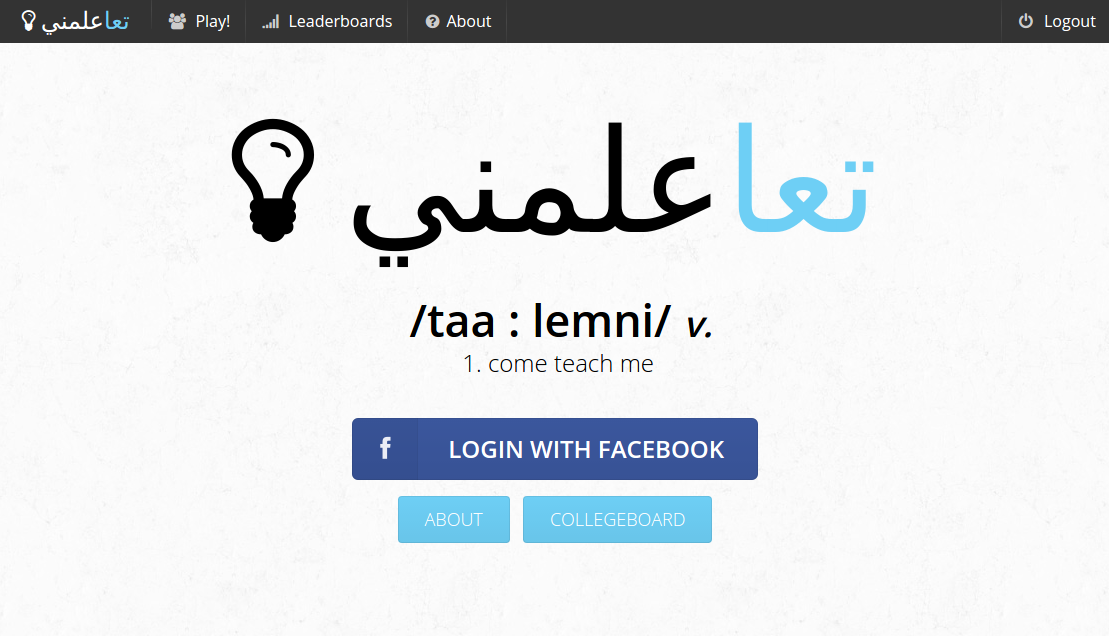 تعاعلمني
Play!
Leaderboards
About
Logout
تعاعلمني
/taa : lemni/ v.
1. come teach me
f LOGIN WITH FACEBOOK
ABOUT
COLLEGEBOARD